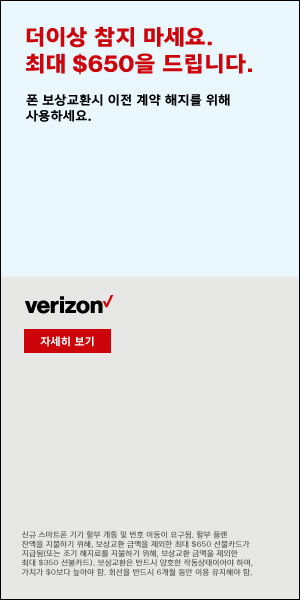 더이상 참지 마세요.
최대 $650을 드립니다.
폰 보상교환시 이전 계약 해지를 위해
사용하세요.
verizon✓
자세히 보기
신규 스마트폰 기기 할부 개통 및 번호 이동이 요구됨. 할부 플랜
잔액을 지불하기 위해, 보상교환 금액을 제외한 최대 $650 선불카드가
지급됨(또는 조기 해지료를 지불하기 위해, 보상교환 금액을 제외한
최대 $350 선불카드). 보상교환은 반드시 양호한 작동상태이어야 하며,
가치가 $0보다 높아야 함. 회선을 반드시 6개월 동안 이용 유지해야 함.